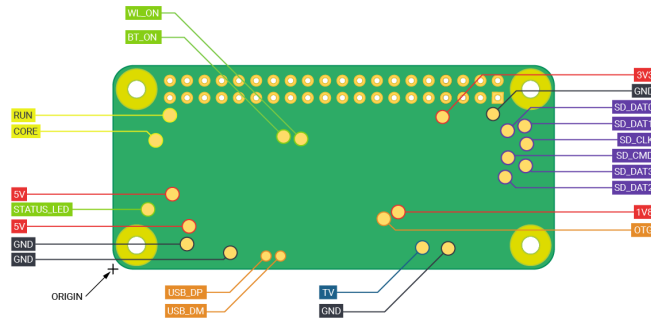 WL_ON
BT_ON
3V3
GND
SD_DAT0
RUN
SD_DAT1
CORE
SD_CLK
SD_CMD
SD_DAT3
SD_DAT2
5V
STATUS_LED
1V8
5V
OTG
GND
GND
USB_DP
TV
ORIGIN
USB_DM
GND